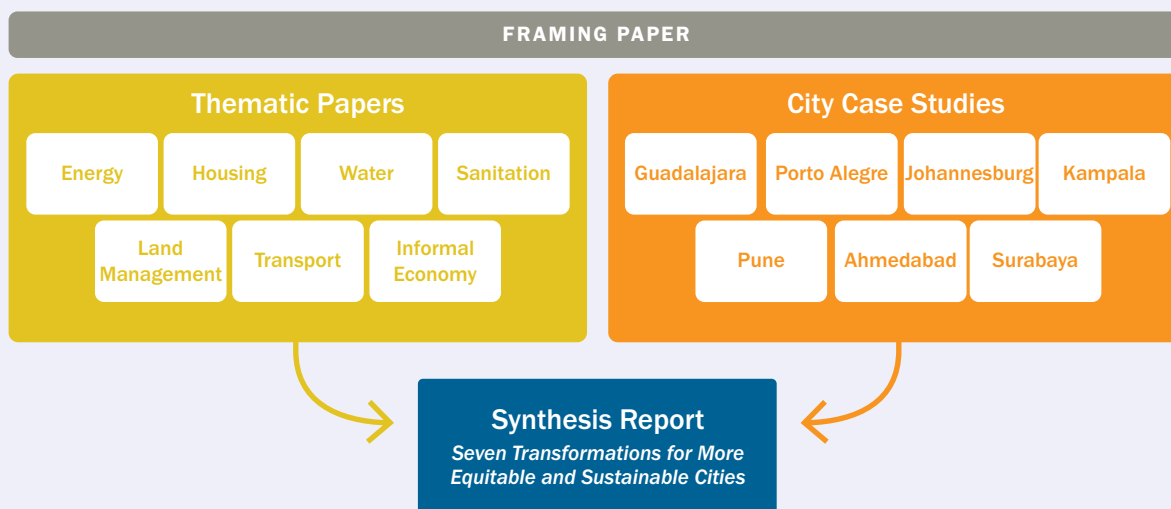 FRAMING PAPER
Thematic Papers
Energy
Housing
Water
Sanitation
Land
Management
Transport
Informal
Economy
City Case Studies
Guadalajara
Porto Alegre
Johannesburg
Kampala
Pune
Ahmedabad
Surabaya
Synthesis Report
Seven Transformations for More
Equitable and Sustainable Cities